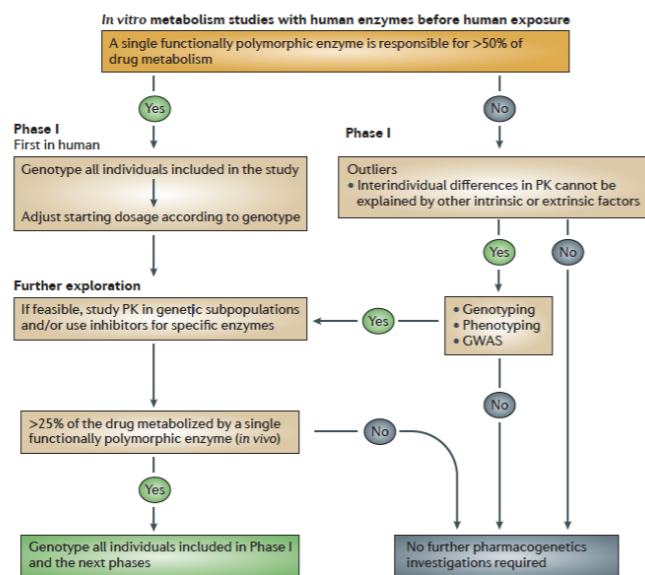 In vitro metabolism studies with human enzymes before human exposure
A single functionally polymorphic enzyme is responsible for >50% of
drug metabolism
Yes
No
Phase I
First in human
Genotype all individuals included in the study
Adjust starting dosage according to genotype
Phase I
Outliers
• Interindividual differences in PK cannot be
explained by other intrinsic or extrinsic factors
Yes
No
Further exploration
If feasible, study PK in genetic subpopulations
and/or use inhibitors for specific enzymes
Yes
• Genotyping
• Phenotyping
• GWAS
No
>25% of the drug metabolized by a single
functionally polymorphic enzyme (in vivo)
No
Yes
Genotype all individuals included in Phase I
and the next phases
No further pharmacogenetics
investigations required